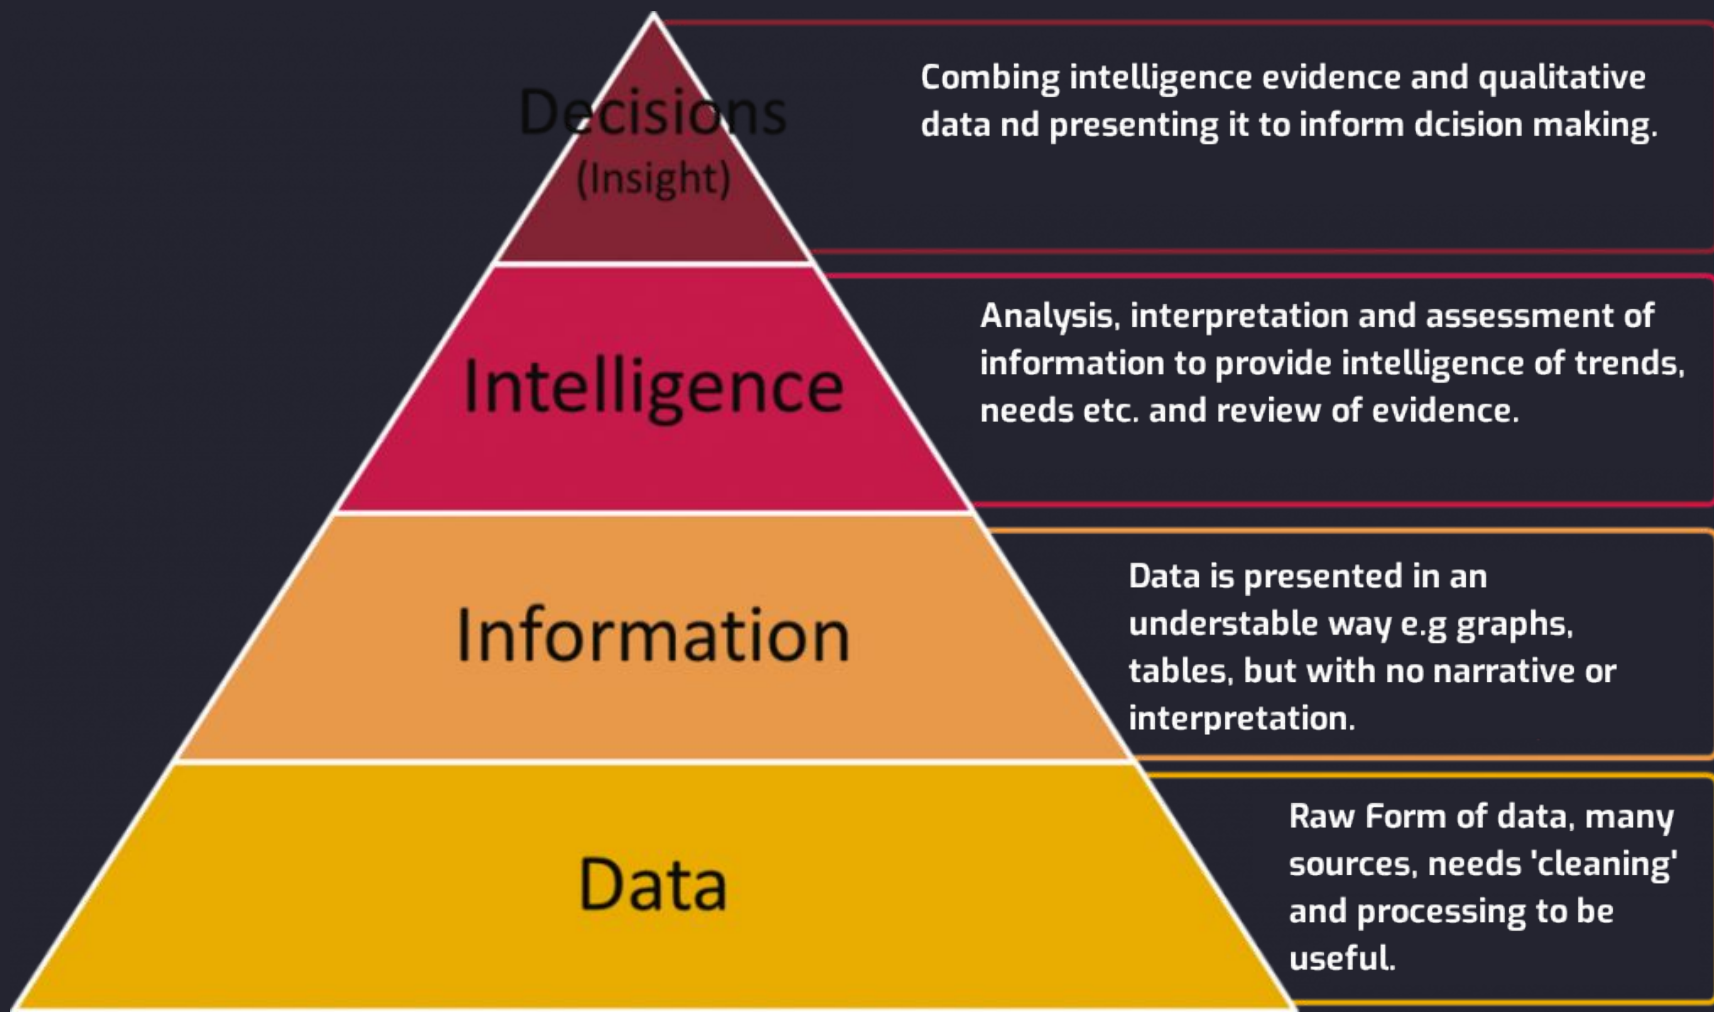 Decisions
(Insight)
Combing intelligence evidence and qualitative
data nd presenting it to inform dcision making.
Intelligence
Analysis, interpretation and assessment of
information to provide intelligence of trends,
needs etc. and review of evidence.
Information
Data is presented in an
understable way e.g graphs,
tables, but with no narrative or
interpretation.
Data
Raw Form of data, many
sources, needs 'cleaning'
and processing to be
useful.